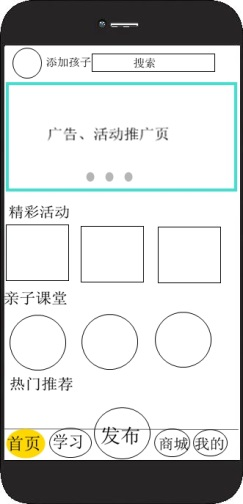 添加孩子 搜索
广告、活动推广页
精彩活动
亲子课堂
热门推荐
首页 学习 发布 商城 我的